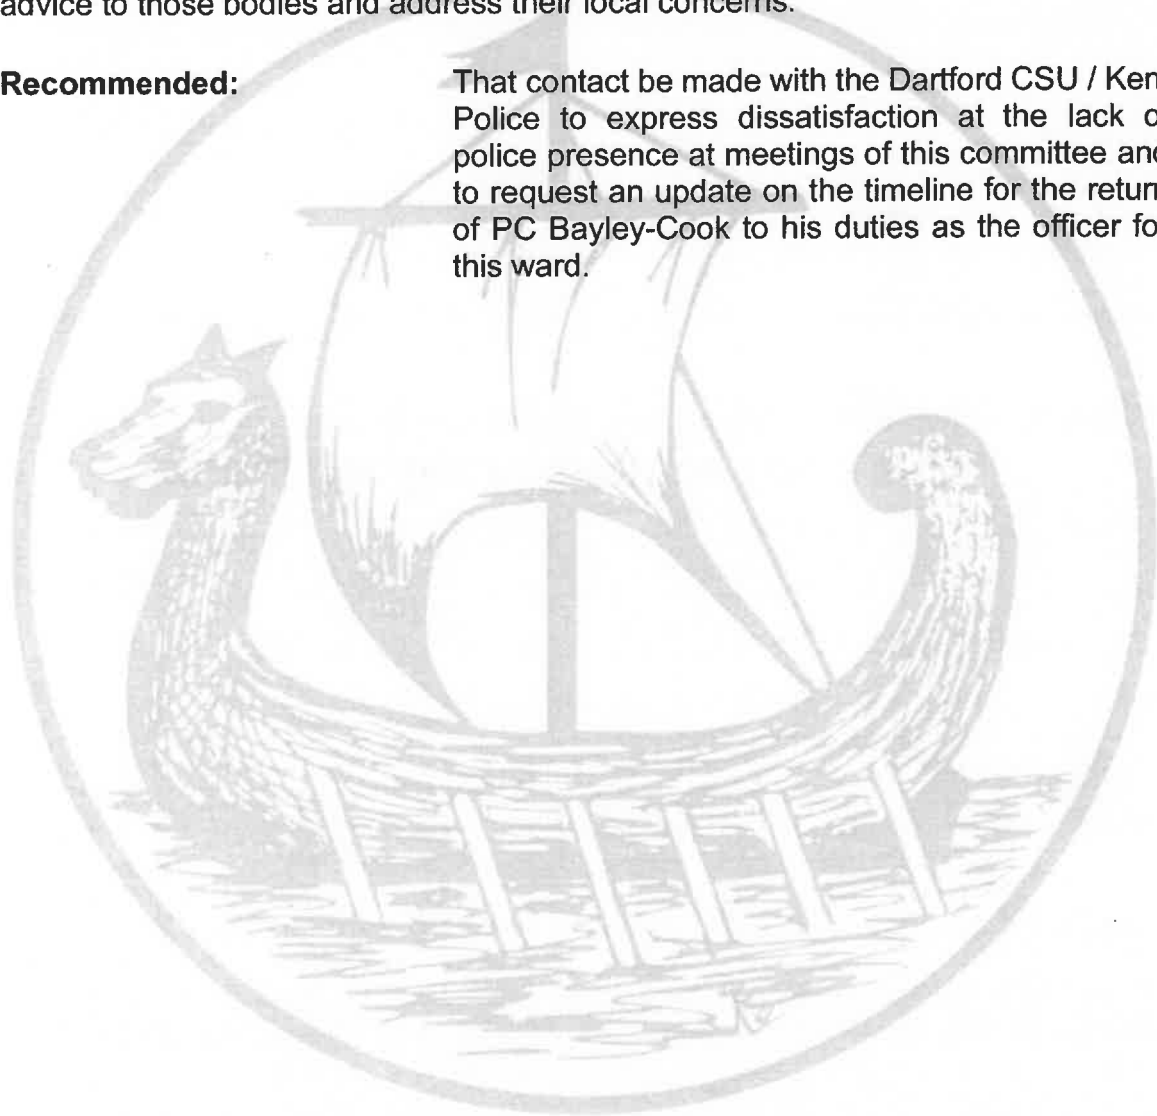 advice to those bodies and address their local concerns.
Recommended: That contact be made with the Dartford CSU / Ken
Police to express dissatisfaction at the lack o
police presence at meetings of this committee and
to request an update on the timeline for the return
of PC Bayley-Cook to his duties as the officer fo
this ward.